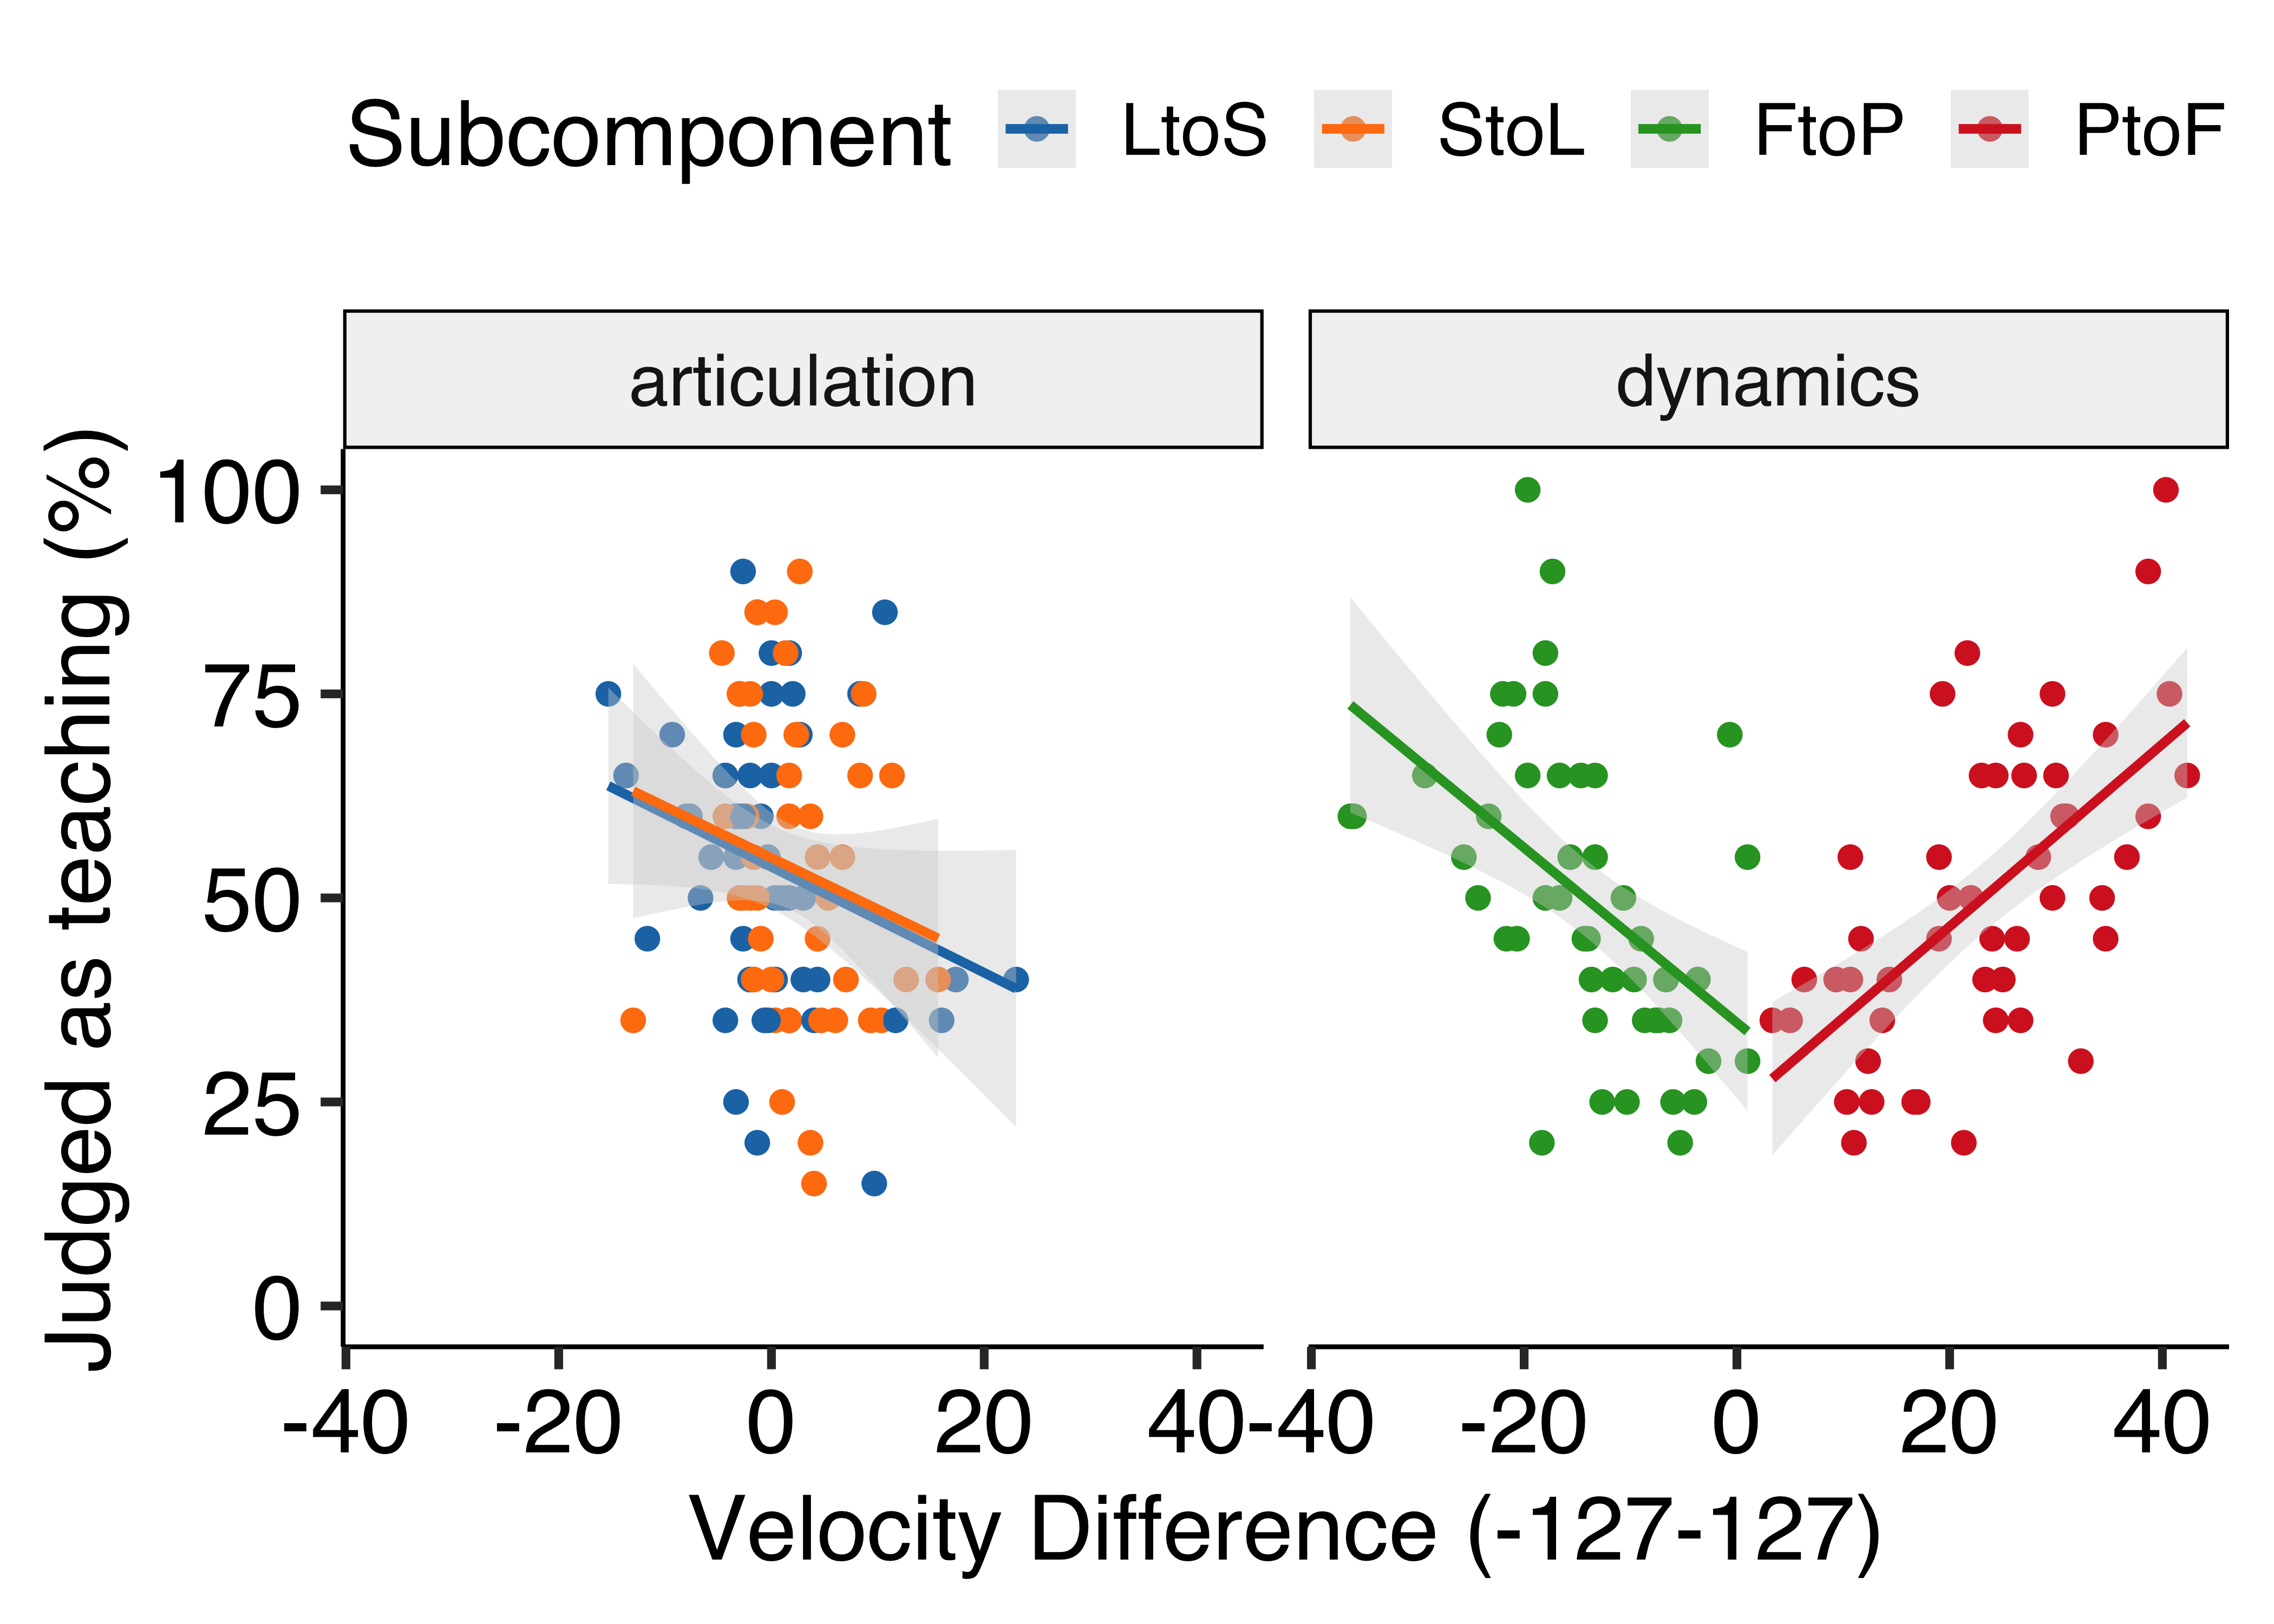 Subcomponent LtoS StoL FtoP PtoF
articulation dynamics
Judged as teaching (%)
100
75
50
25
0
-40 -20 0 20 40 -40 -20 0 20 40
Velocity Difference (-127-127)